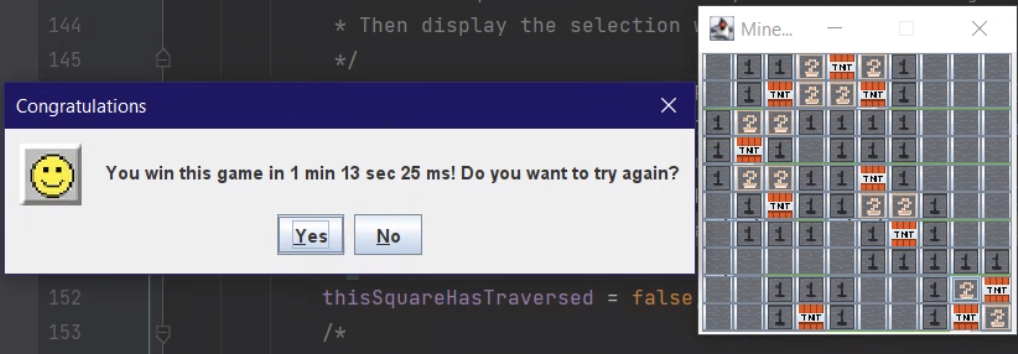 144
* Then display the selection
145
*/
Mine...
1 1 2 TNT 2 1
1 TNT 2 2 TNT 1
1 2 2 1 1 1 1
1 TNT 1
1 2 2 1 1 TNT 1
1 TNT 1 2 2 1
1 1 1 1 TNT 1
1 1 1 1 1
1 1 1 1 2 TNT
1 TNT 1 1 TNT 2
Congratulations
You win this game in 1 min 13 sec 25 ms! Do you want to try again?
Yes No
152
thisSquareHasTraversed = false
153
/*